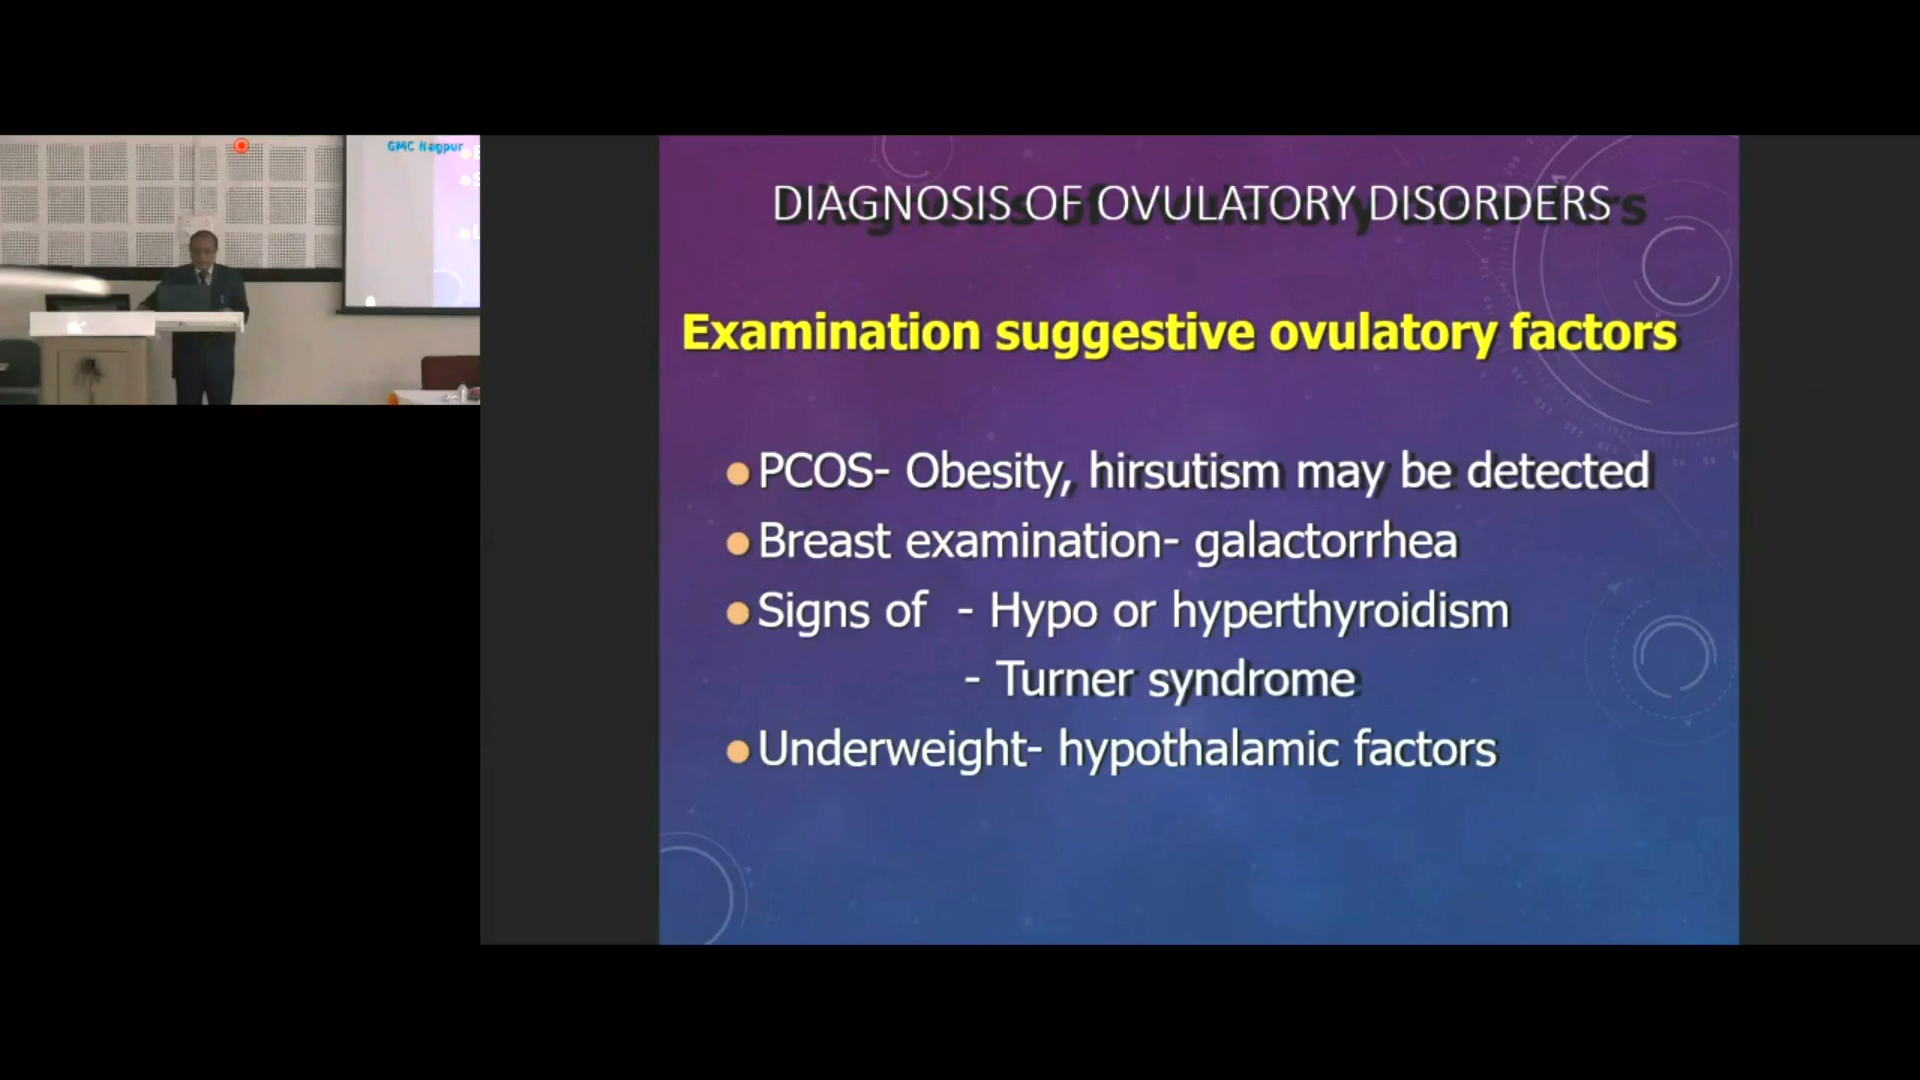 GMC Nagpur
DIAGNOSIS OF OVULATORY DISORDERS
Examination suggestive ovulatory factors
PCOS- Obesity, hirsutism may be detected
Breast examination- galactorrhea
Signs of - Hypo or hyperthyroidism
- Turner syndrome
Underweight- hypothalamic factors